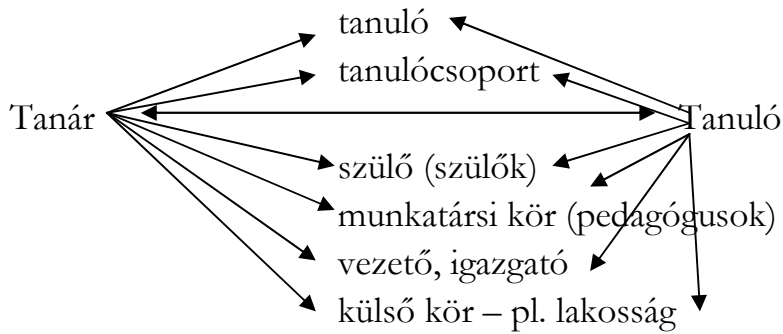 tanuló
tanulócsoport
Tanár Tanuló
szülő (szülők)
munkatársi kör (pedagógusok)
vezető, igazgató
külső kör – pl. lakosság